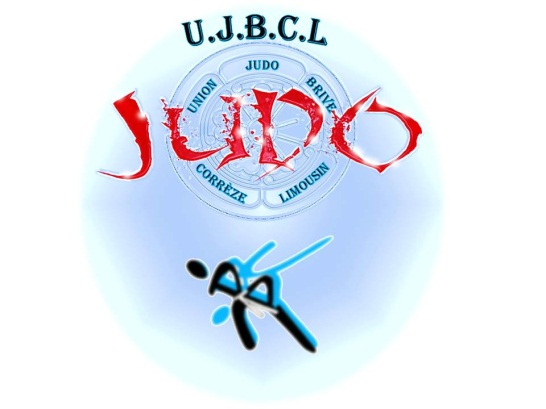 U.J.B.C.L
JUDO
UNION
BRIVE
JUDO
CORRÈZE
LIMOUSIN